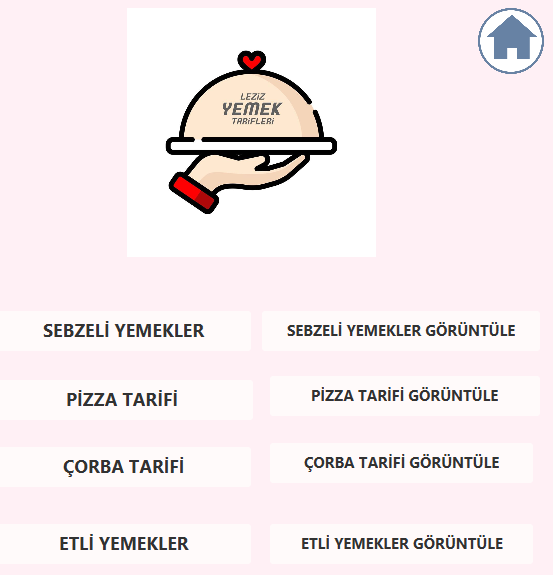 LEZİZ
YEMEK
TARİFLERİ
SEBZELİ YEMEKLER
SEBZELİ YEMEKLER GÖRÜNTÜLE
PİZZA TARİFİ
PİZZA TARİFİ GÖRÜNTÜLE
ÇORBA TARİFİ
ÇORBA TARİFİ GÖRÜNTÜLE
ETLİ YEMEKLER
ETLİ YEMEKLER GÖRÜNTÜLE